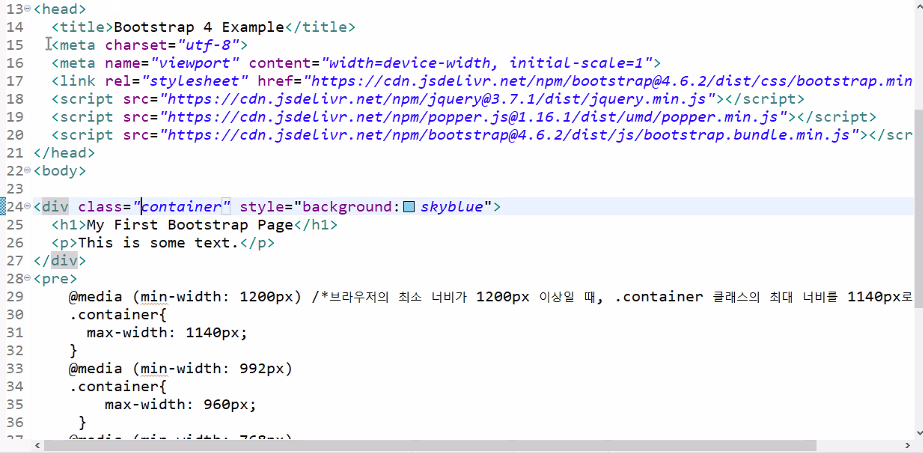 13 <head>
14 <title>Bootstrap 4 Example</title>
15 <meta charset="utf-8">
16 <meta name="viewport" content="width=device-width, initial-scale=1">
17 <link rel="stylesheet" href="https://cdn.jsdelivr.net/npm/bootstrap@4.6.2/dist/css/bootstrap.min
18 <script src="https://cdn.jsdelivr.net/npm/jquery@3.7.1/dist/jquery.min.js"></script>
19 <script src="https://cdn.jsdelivr.net/npm/popper.js@1.16.1/dist/umd/popper.min.js"></script>
20 <script src="https://cdn.jsdelivr.net/npm/bootstrap@4.6.2/dist/js/bootstrap.bundle.min.js"></scr
21 </head>
22 <body>
23
24 <div class="container" style="background: skyblue">
25 <h1>My First Bootstrap Page</h1>
26 <p>This is some text.</p>
27 </div>
28 <pre>
29 @media (min-width: 1200px) /*브라우저의 최소 너비가 1200px 이상일 때, .container 클래스의 최대 너비를 1140px로
30 .container{
31 max-width: 1140px;
32 }
33 @media (min-width: 992px)
34 .container{
35 max-width: 960px;
36 }
37 @media (min-width: 768px)